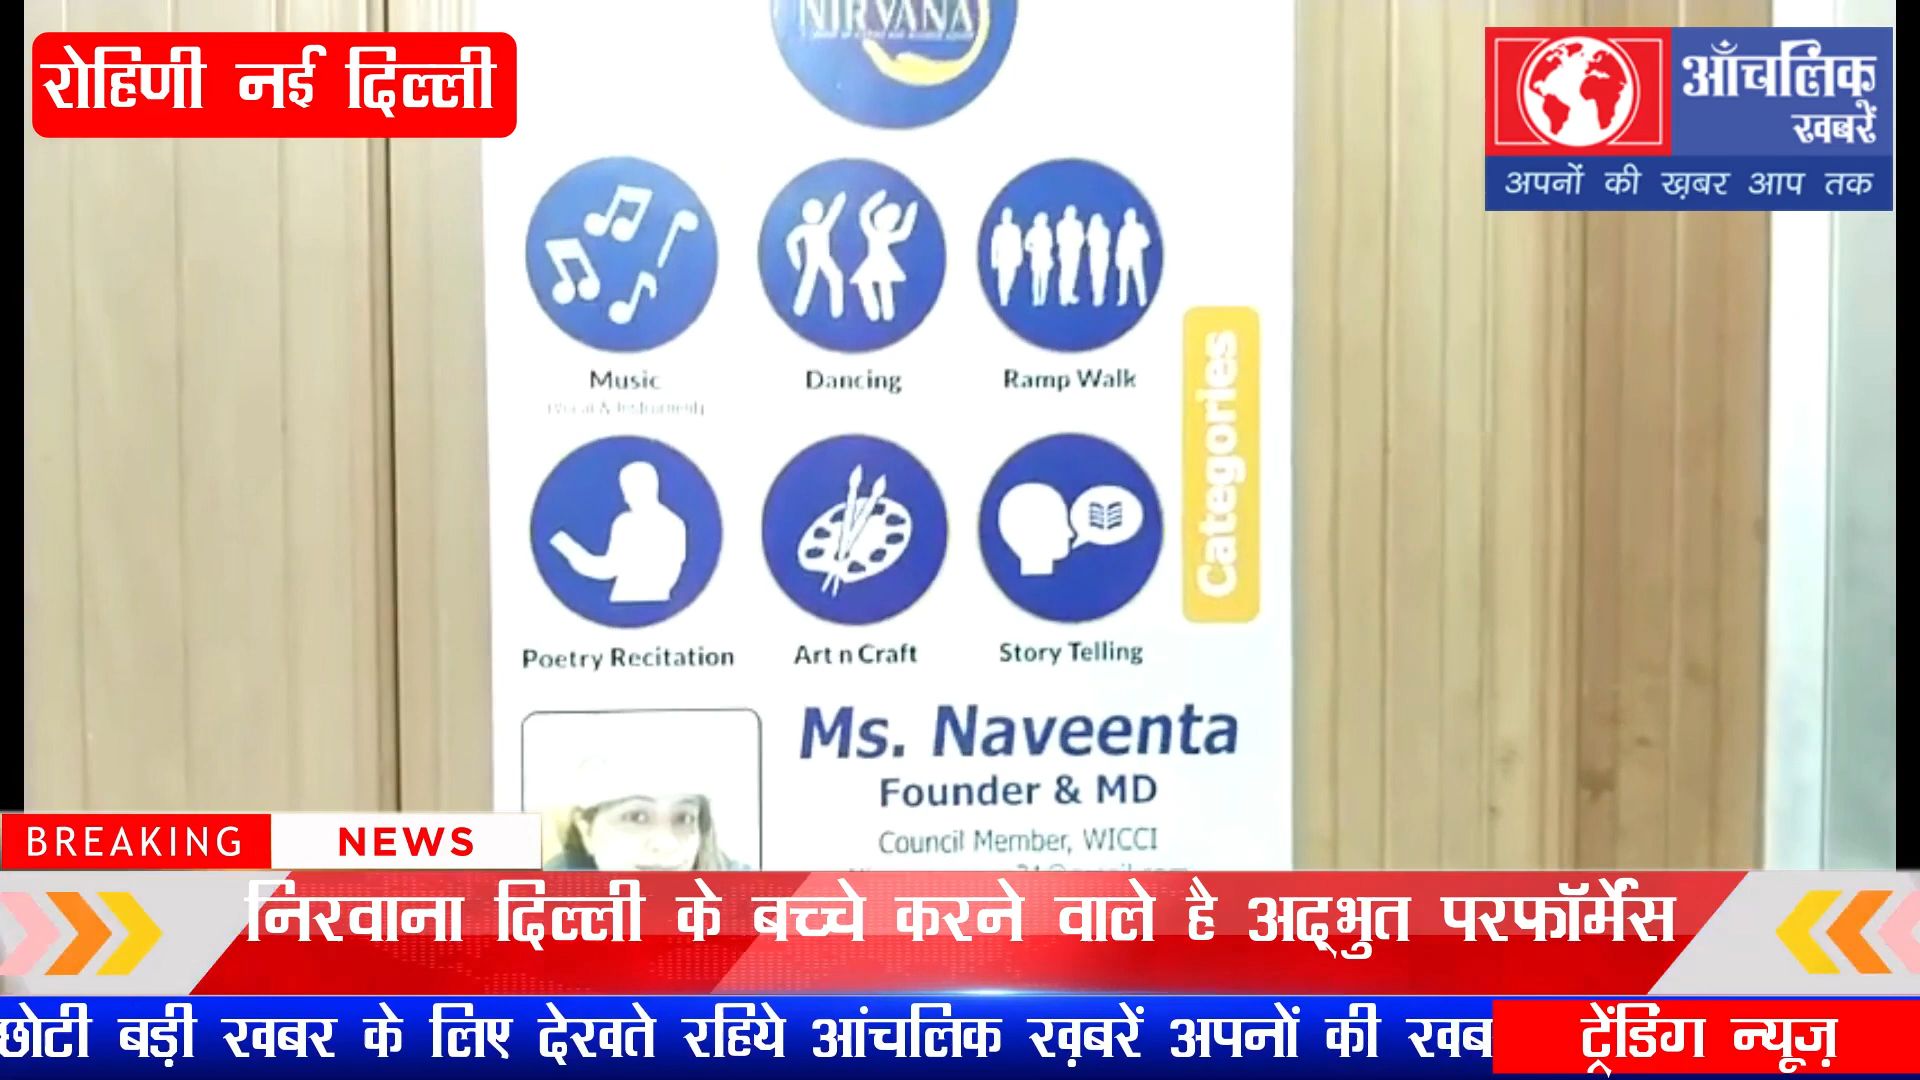 रोहिणी नई दिल्ली
NIRVANA
आँचलिक
खबरें
अपनों की ख़बर आप तक
Music
Dancing
Ramp Walk
Categories
Poetry Recitation
Art n Craft
Story Telling
Ms. Naveenta
Founder & MD
Council Member, WICCI
BREAKING NEWS
निरवाना दिल्ली के बच्चे करने वाले है अद्भुत परफॉर्मेंस
छोटी बड़ी खबर के लिए देखते रहिये आंचलिक ख़बरें अपनों की खब
ट्रेंडिंग न्यूज़